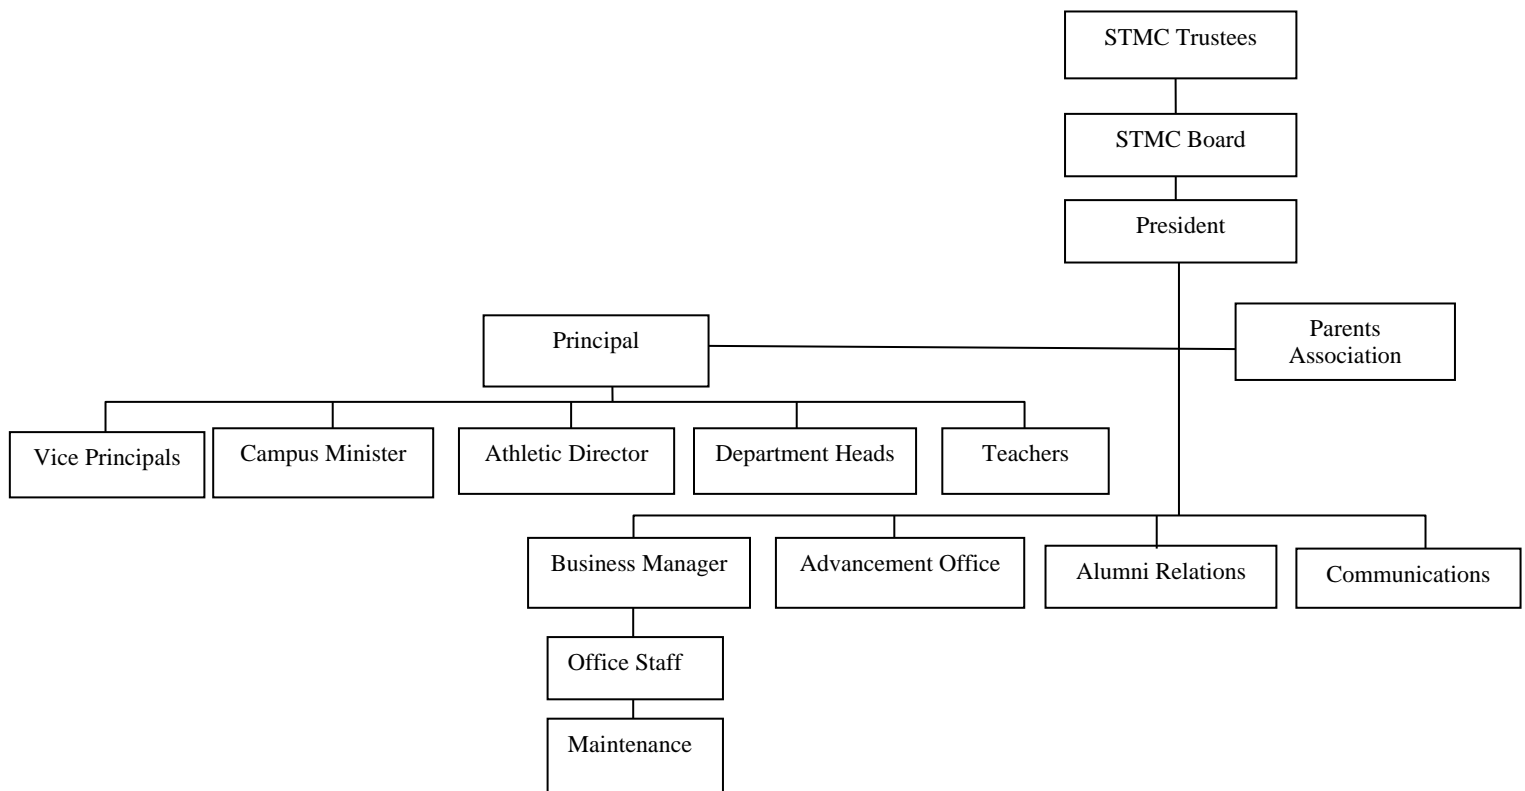 STMC Trustees
STMC Board
President
Principal
Parents
Association
Vice Principals
Campus Minister
Athletic Director
Department Heads
Teachers
Business Manager
Advancement Office
Alumni Relations
Communications
Office Staff
Maintenance